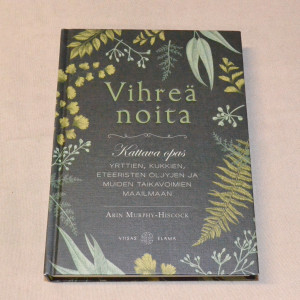 Vihreä
noita
Kattava opas
YRTTIEN, KUKKIEN,
ETEERISTEN ÖLJYJEN JA
MUIDEN TAIKAVOIMIEN
MAAILMAAN
ARIN MURPHY-HISCOCK
VIISAS ELÄMÄ